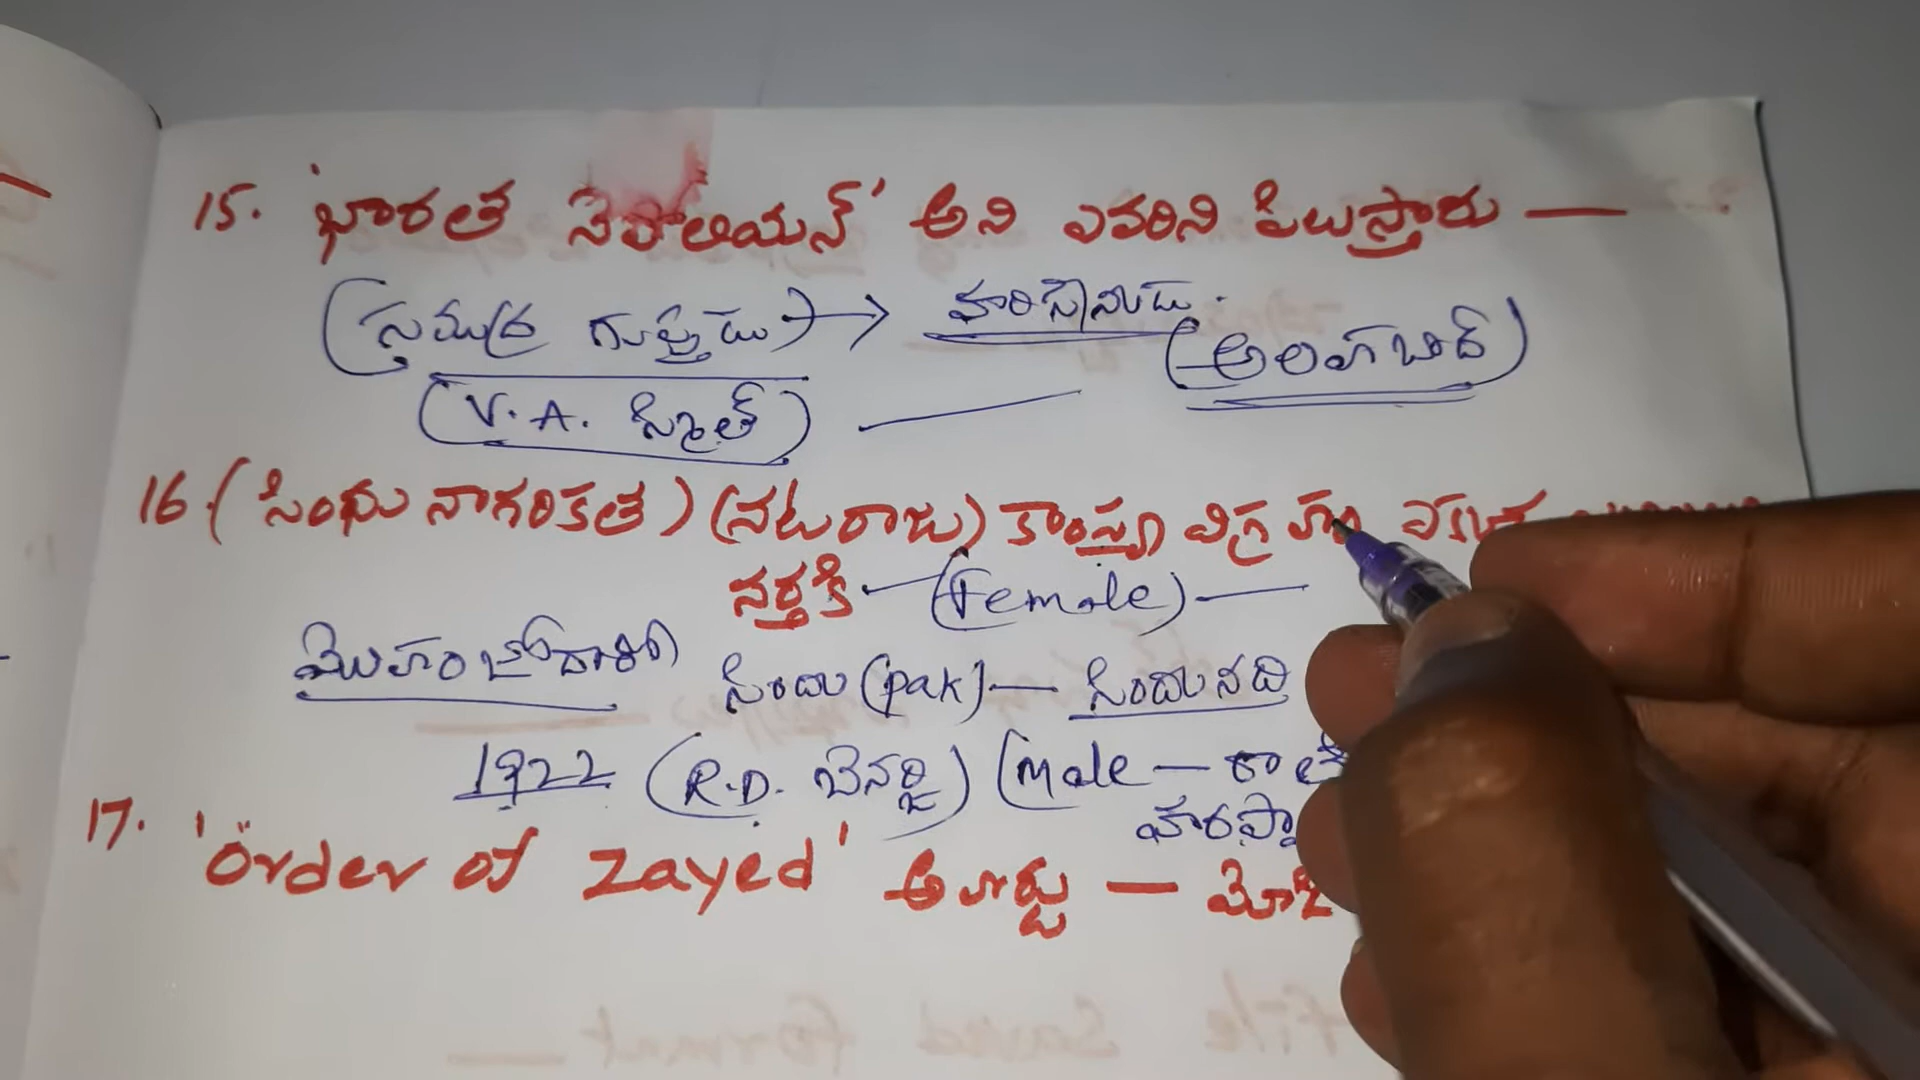 15. 'భారత నెపోలియన్' అని ఎవరిని పిలుస్తారు —
(సముద్ర గుప్తుడు) → హరిసేనుడు.
(అలహాబాద్)
(V.A. స్మిత్) —
16. (సింధు నాగరికత) (నటరాజు) కాంస్య విగ్రహం
నర్తకి — (Female) —
మొహంజోదారో సింధు (pak) — సింధునది
1922 (R.D. బెనర్జీ) (male —
హరప్పా
17. 'Order of Zayed' అవార్డు —